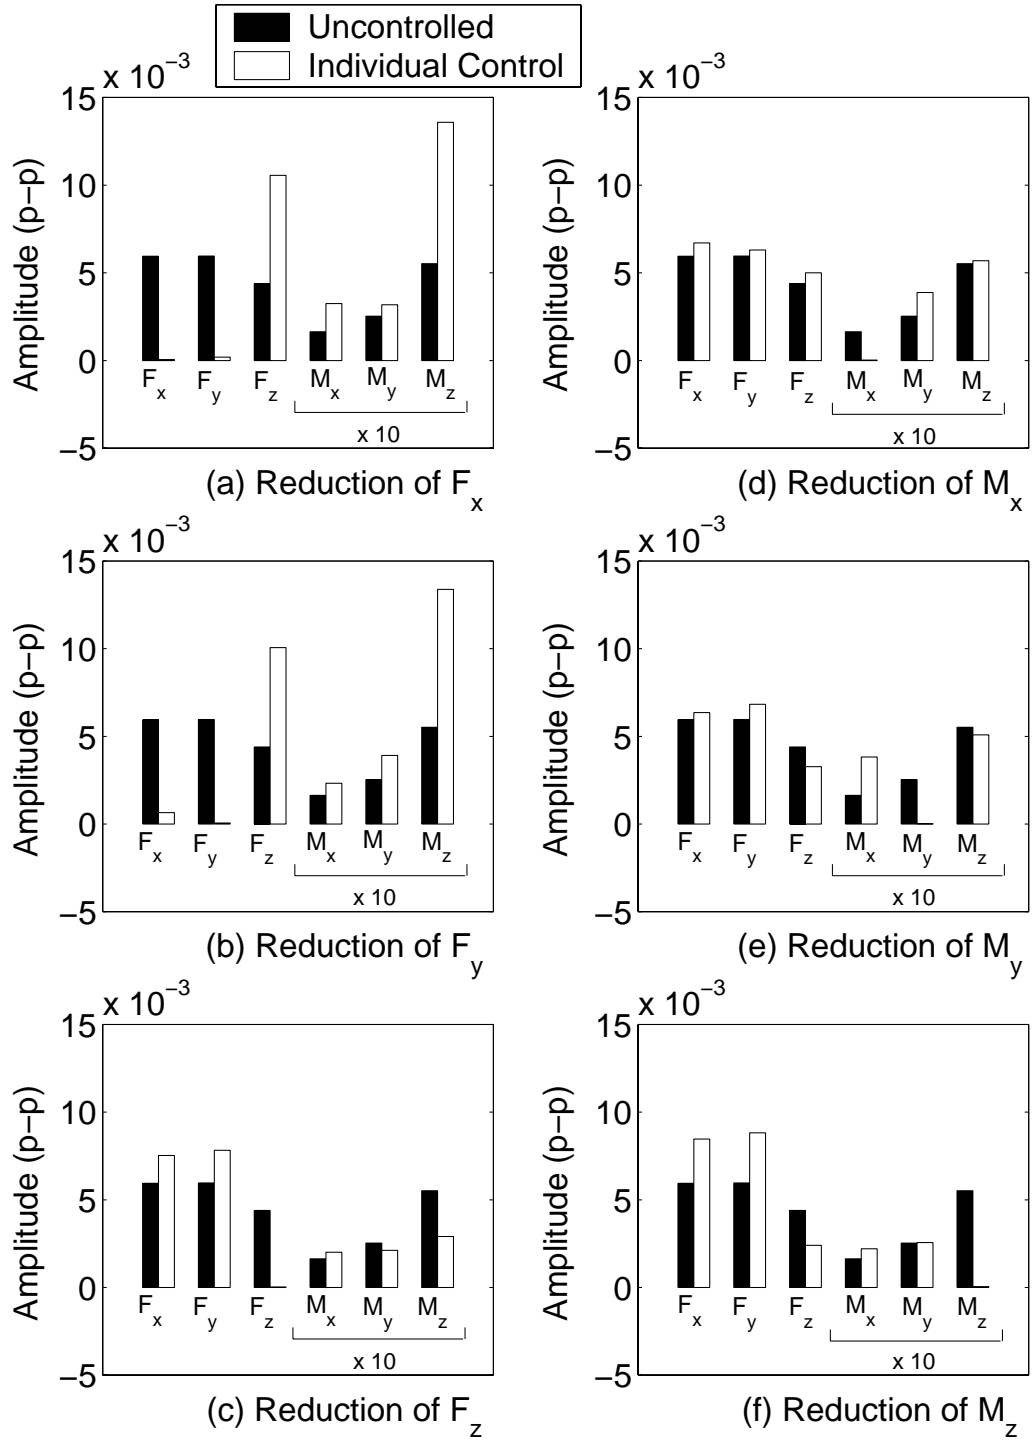 Uncontrolled
Individual Control
x 10⁻³
15
10
5
0
−5
Amplitude (p−p)
F_x F_y F_z M_x M_y M_z
x 10
(a) Reduction of F_x
x 10⁻³
15
10
5
0
−5
Amplitude (p−p)
F_x F_y F_z M_x M_y M_z
x 10
(d) Reduction of M_x
x 10⁻³
15
10
5
0
−5
Amplitude (p−p)
F_x F_y F_z M_x M_y M_z
x 10
(b) Reduction of F_y
x 10⁻³
15
10
5
0
−5
Amplitude (p−p)
F_x F_y F_z M_x M_y M_z
x 10
(e) Reduction of M_y
x 10⁻³
15
10
5
0
−5
Amplitude (p−p)
F_x F_y F_z M_x M_y M_z
x 10
(c) Reduction of F_z
x 10⁻³
15
10
5
0
−5
Amplitude (p−p)
F_x F_y F_z M_x M_y M_z
x 10
(f) Reduction of M_z